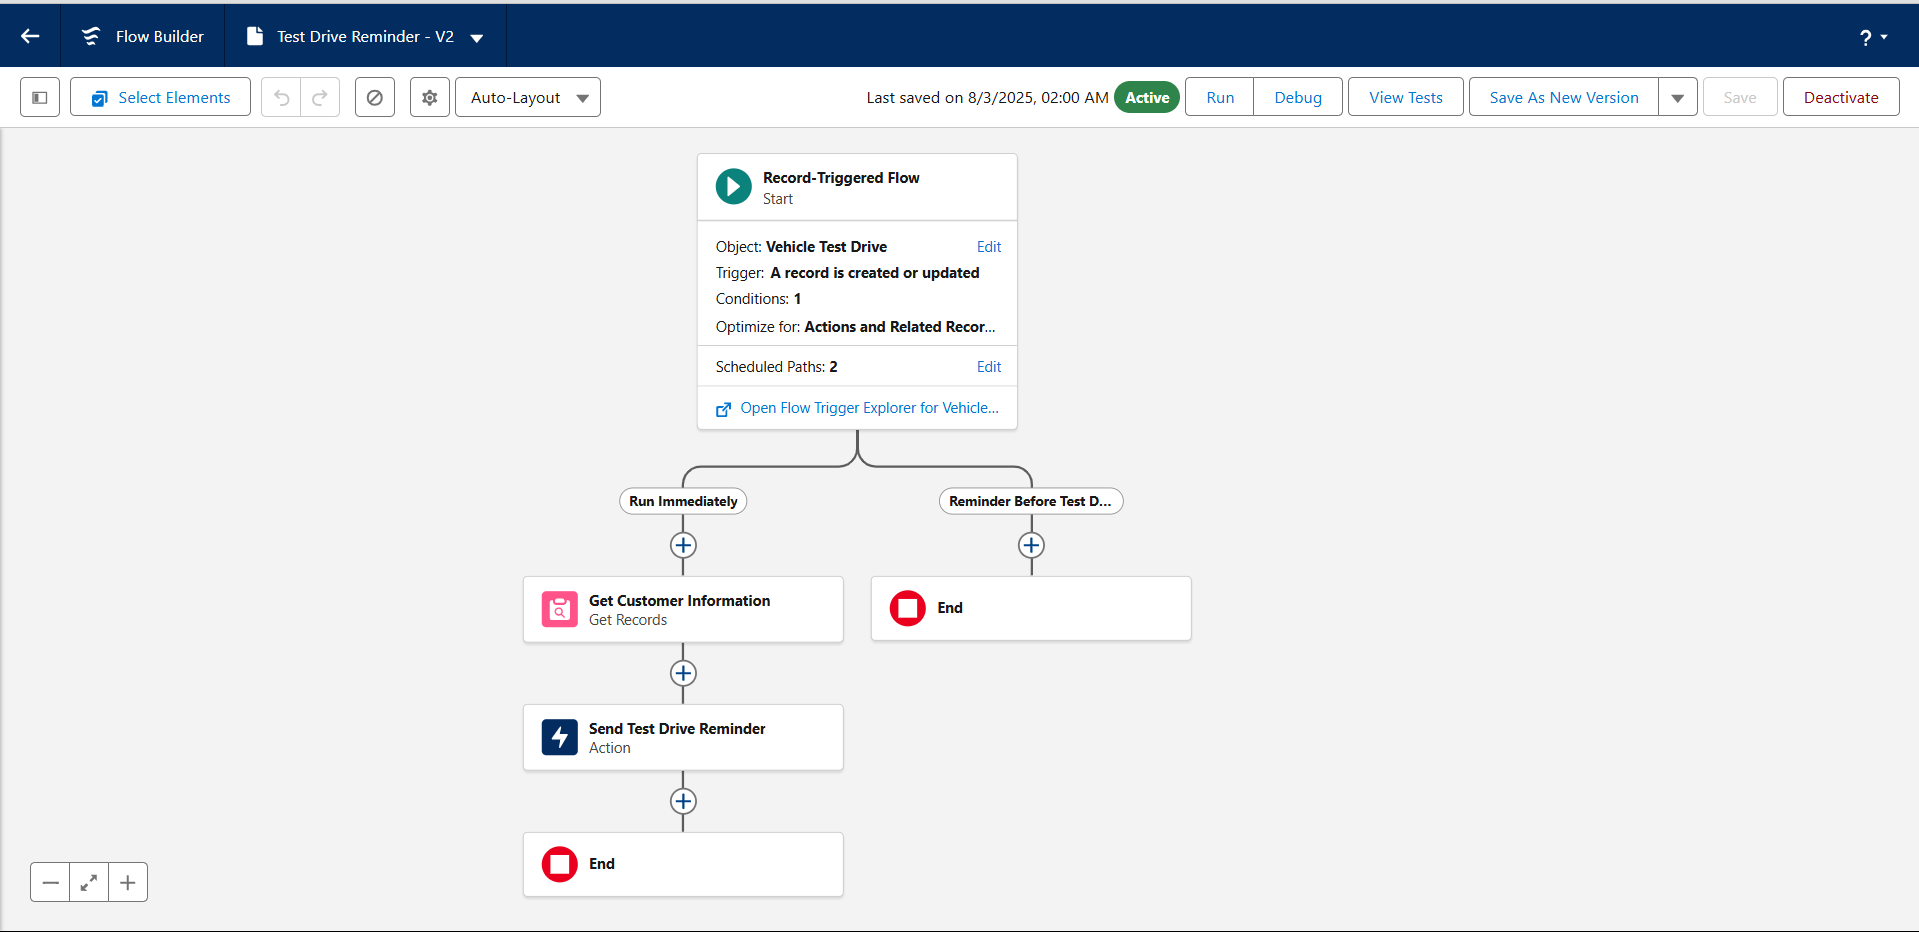 Flow Builder
Test Drive Reminder - V2
?
Select Elements
Auto-Layout
Last saved on 8/3/2025, 02:00 AM
Active
Run
Debug
View Tests
Save As New Version
Save
Deactivate
Record-Triggered Flow
Start
Object: Vehicle Test Drive
Edit
Trigger: A record is created or updated
Conditions: 1
Optimize for: Actions and Related Recor...
Scheduled Paths: 2
Edit
Open Flow Trigger Explorer for Vehicle...
Run Immediately
Reminder Before Test D...
Get Customer Information
Get Records
End
Send Test Drive Reminder
Action
End